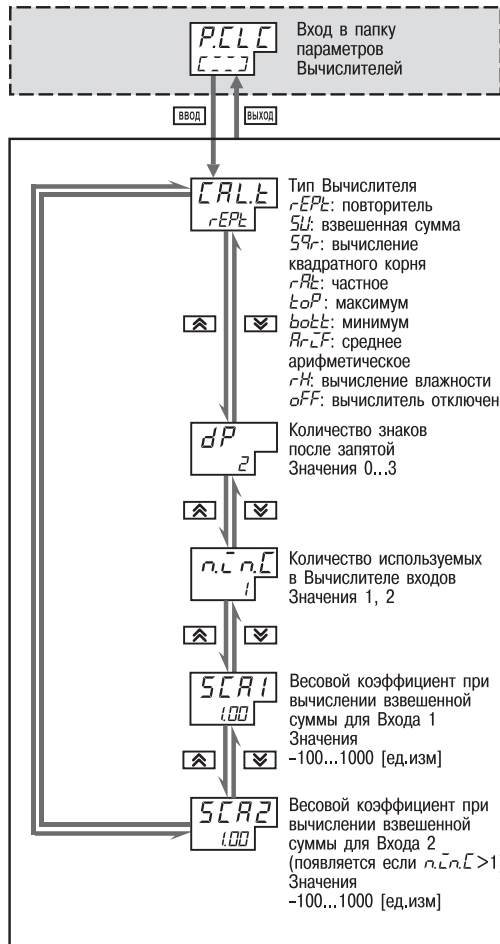 P.CLC
[---]
Вход в папку
параметров
Вычислителей
ВВОД
ВЫХОД
CAL.t
rEPt
Тип Вычислителя
rEPt: повторитель
SU: взвешенная сумма
Sqr: вычисление
квадратного корня
rAt: частное
toP: максимум
bott: минимум
AriF: среднее
арифметическое
rH: вычисление влажности
oFF: вычислитель отключен
dP
2
Количество знаков
после запятой
Значения 0...3
n.in.C
1
Количество используемых
в Вычислителе входов
Значения 1, 2
SCA1
1.00
Весовой коэффициент при
вычислении взвешенной
суммы для Входа 1
Значения
-100...1000 [ед.изм]
SCA2
1.00
Весовой коэффициент при
вычислении взвешенной
суммы для Входа 2
(появляется если n.in.C >1
Значения
-100...1000 [ед.изм]